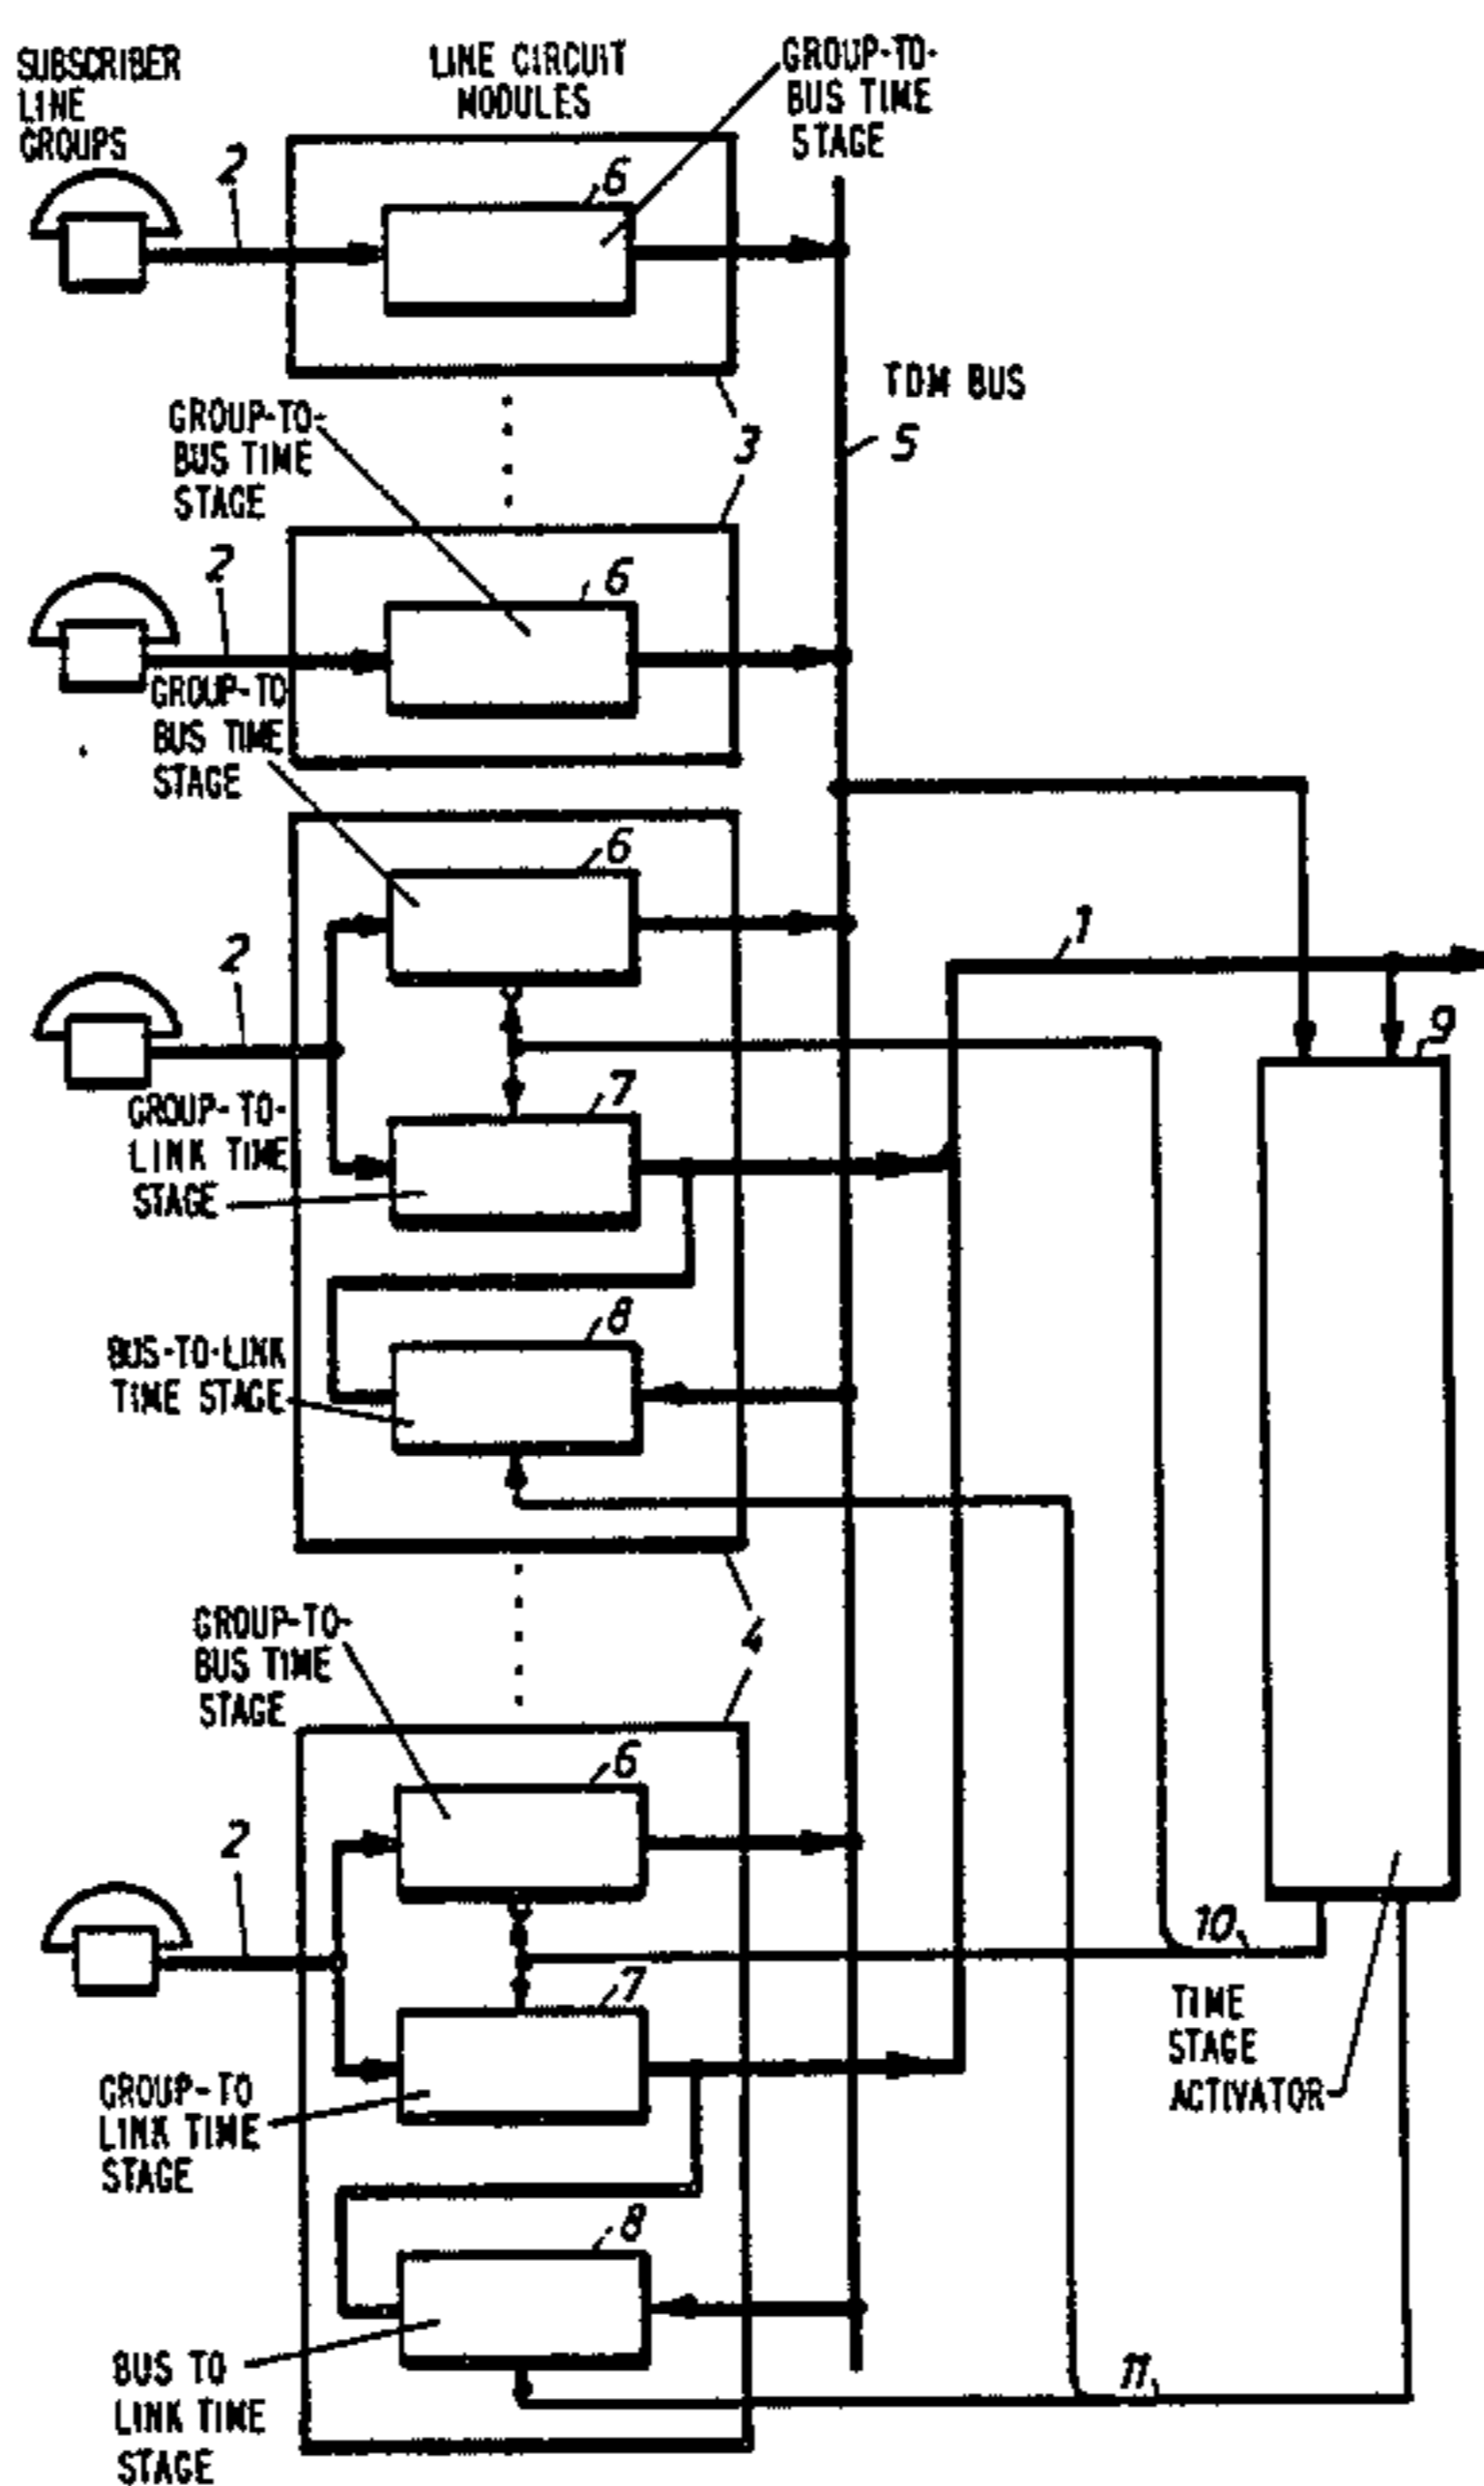 SUBSCRIBER
LINE
GROUPS
LINE CIRCUIT
MODULES
GROUP-TO-
BUS TIME
STAGE
2
6
TDM BUS
5
3
GROUP-TO-
BUS TIME
STAGE
2
6
GROUP-TO
BUS TIME
STAGE
6
2
1
9
GROUP-TO-
LINK TIME
STAGE
7
8
BUS-TO-LINK
TIME STAGE
4
GROUP-TO-
BUS TIME
STAGE
6
2
10
7
TIME
STAGE
ACTIVATOR
GROUP-TO
LINK TIME
STAGE
8
BUS TO
LINK TIME
STAGE
11